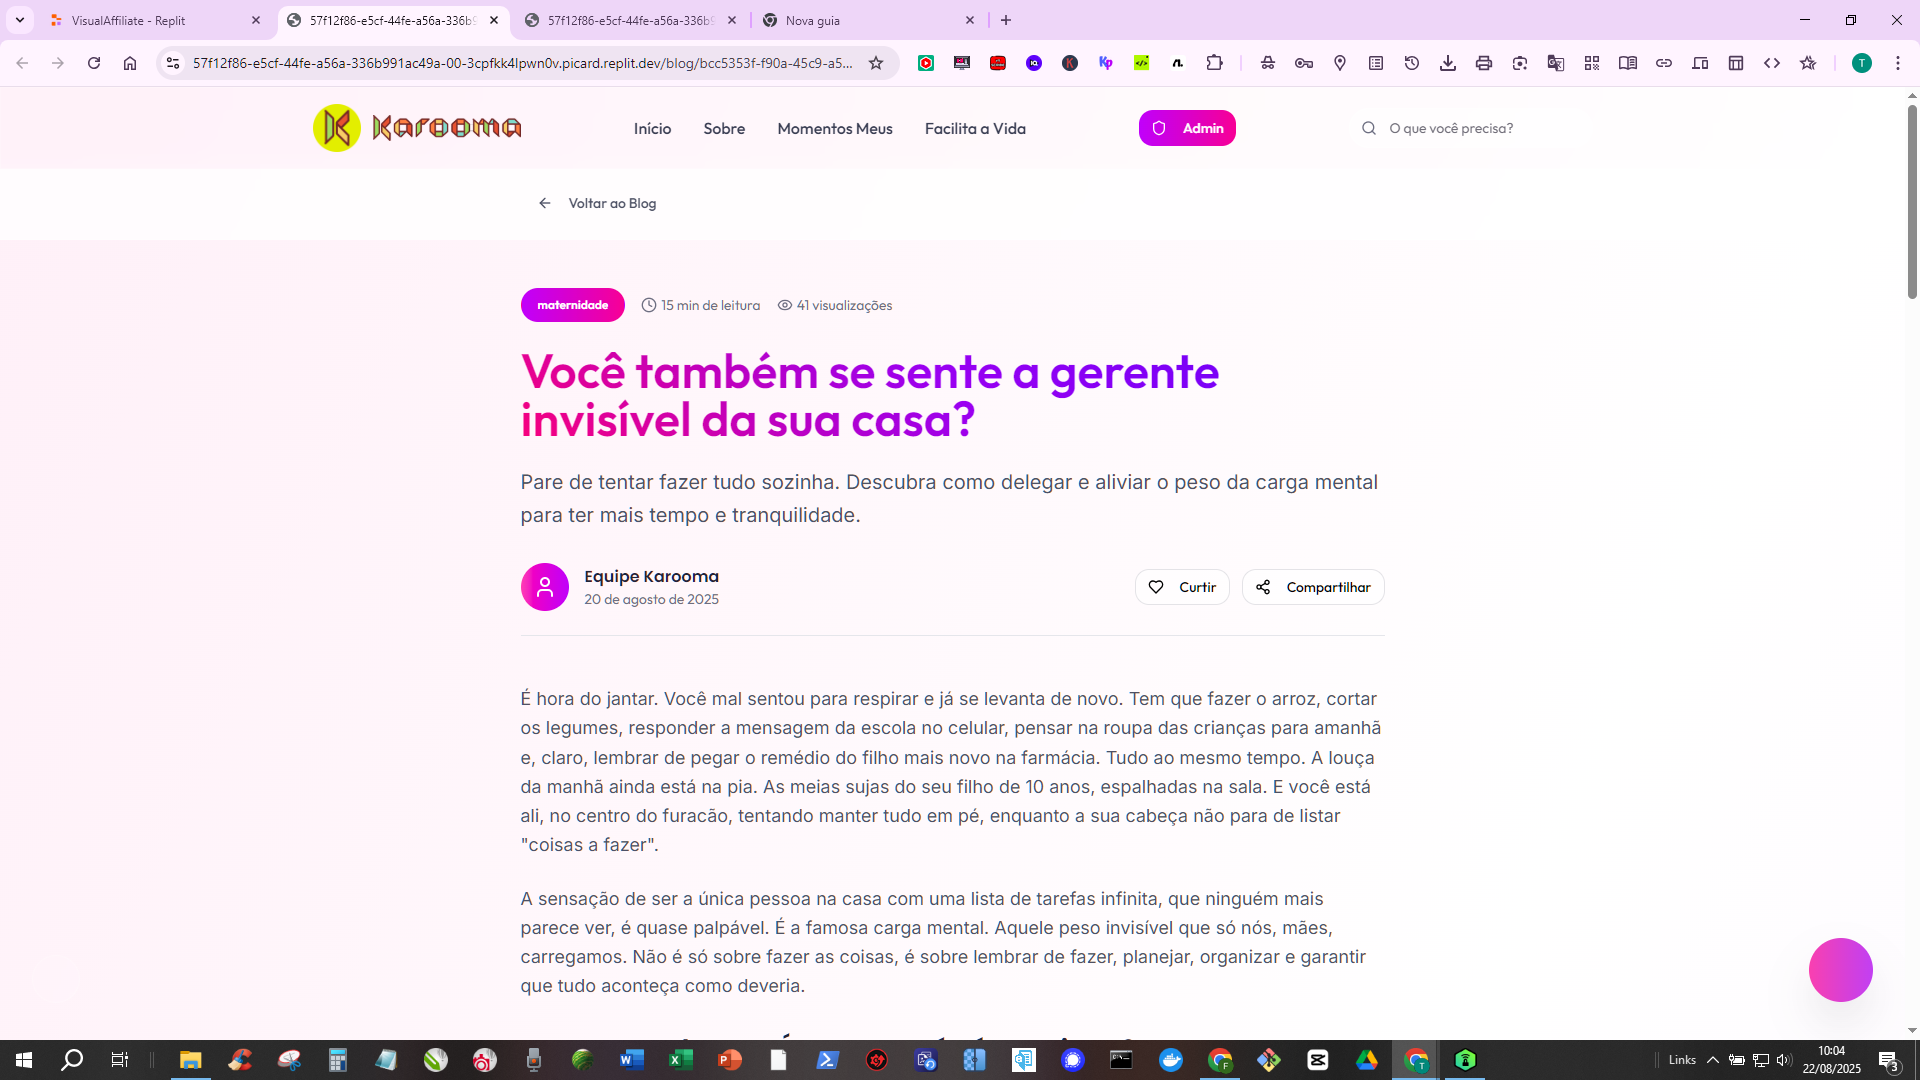 VisualAffiliate - Replit
57f12f86-e5cf-44fe-a56a-336b9
57f12f86-e5cf-44fe-a56a-336b9
Nova guia
57f12f86-e5cf-44fe-a56a-336b991ac49a-00-3cpfkk4lpwn0v.picard.replit.dev/blog/bcc5353f-f90a-45c9-a5...
Karooma
Início
Sobre
Momentos Meus
Facilita a Vida
Admin
O que você precisa?
Voltar ao Blog
maternidade
15 min de leitura
41 visualizações
Você também se sente a gerente
invisível da sua casa?
Pare de tentar fazer tudo sozinha. Descubra como delegar e aliviar o peso da carga mental
para ter mais tempo e tranquilidade.
Equipe Karooma
20 de agosto de 2025
Curtir
Compartilhar
É hora do jantar. Você mal sentou para respirar e já se levanta de novo. Tem que fazer o arroz, cortar
os legumes, responder a mensagem da escola no celular, pensar na roupa das crianças para amanhã
e, claro, lembrar de pegar o remédio do filho mais novo na farmácia. Tudo ao mesmo tempo. A louça
da manhã ainda está na pia. As meias sujas do seu filho de 10 anos, espalhadas na sala. E você está
ali, no centro do furacão, tentando manter tudo em pé, enquanto a sua cabeça não para de listar
"coisas a fazer".
A sensação de ser a única pessoa na casa com uma lista de tarefas infinita, que ninguém mais
parece ver, é quase palpável. É a famosa carga mental. Aquele peso invisível que só nós, mães,
carregamos. Não é só sobre fazer as coisas, é sobre lembrar de fazer, planejar, organizar e garantir
que tudo aconteça como deveria.
Links
10:04
22/08/2025
3